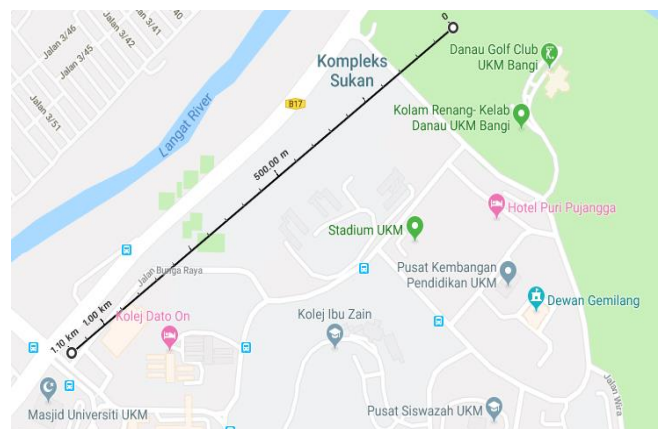 Jalan 3/46
Jalan 3/45
Jalan 3/42
Jalan 3/41
Jalan 3/51
Langat River
B17
Kompleks
Sukan
0
Danau Golf Club
UKM Bangi
Kolam Renang- Kelab
Danau UKM Bangi
500.00 m
Hotel Puri Pujangga
Stadium UKM
Pusat Kembangan
Pendidikan UKM
Dewan Gemilang
Jalan Bunga Raya
1.10 km
1.00 km
Kolej Dato On
Kolej Ibu Zain
Masjid Universiti UKM
Pusat Siswazah UKM
Jalan Wira